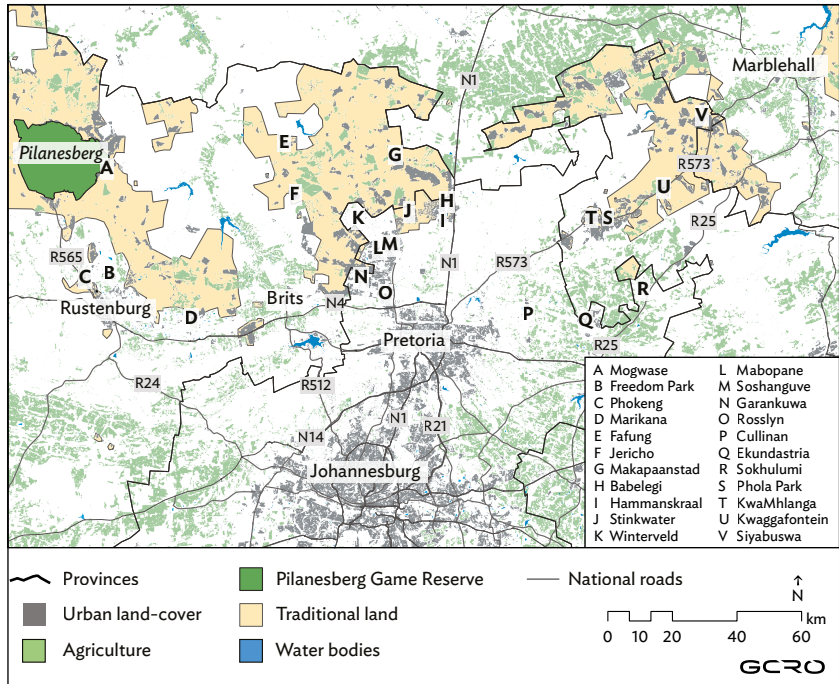 Marblehall
N1
V
Pilanesberg
A
E
G
R573
U
F
H
K
J
I
T
S
L
M
R25
R565
C
B
N
O
N1
R573
R
Rustenburg
Brits
N4
D
P
Q
Pretoria
R25
R24
R512
N1
R21
N14
Johannesburg
A Mogwase
B Freedom Park
C Phokeng
D Marikana
E Fafung
F Jericho
G Makapaanstad
H Babelegi
I Hammanskraal
J Stinkwater
K Winterveld
L Mabopane
M Soshanguve
N Garankuwa
O Rosslyn
P Cullinan
Q Ekundastria
R Sokhulumi
S Phola Park
T KwaMhlanga
U Kwaggafontein
V Siyabuswa
Provinces
Urban land-cover
Agriculture
Pilanesberg Game Reserve
Traditional land
Water bodies
National roads
N
0 10 20 40 60 km
GCRO